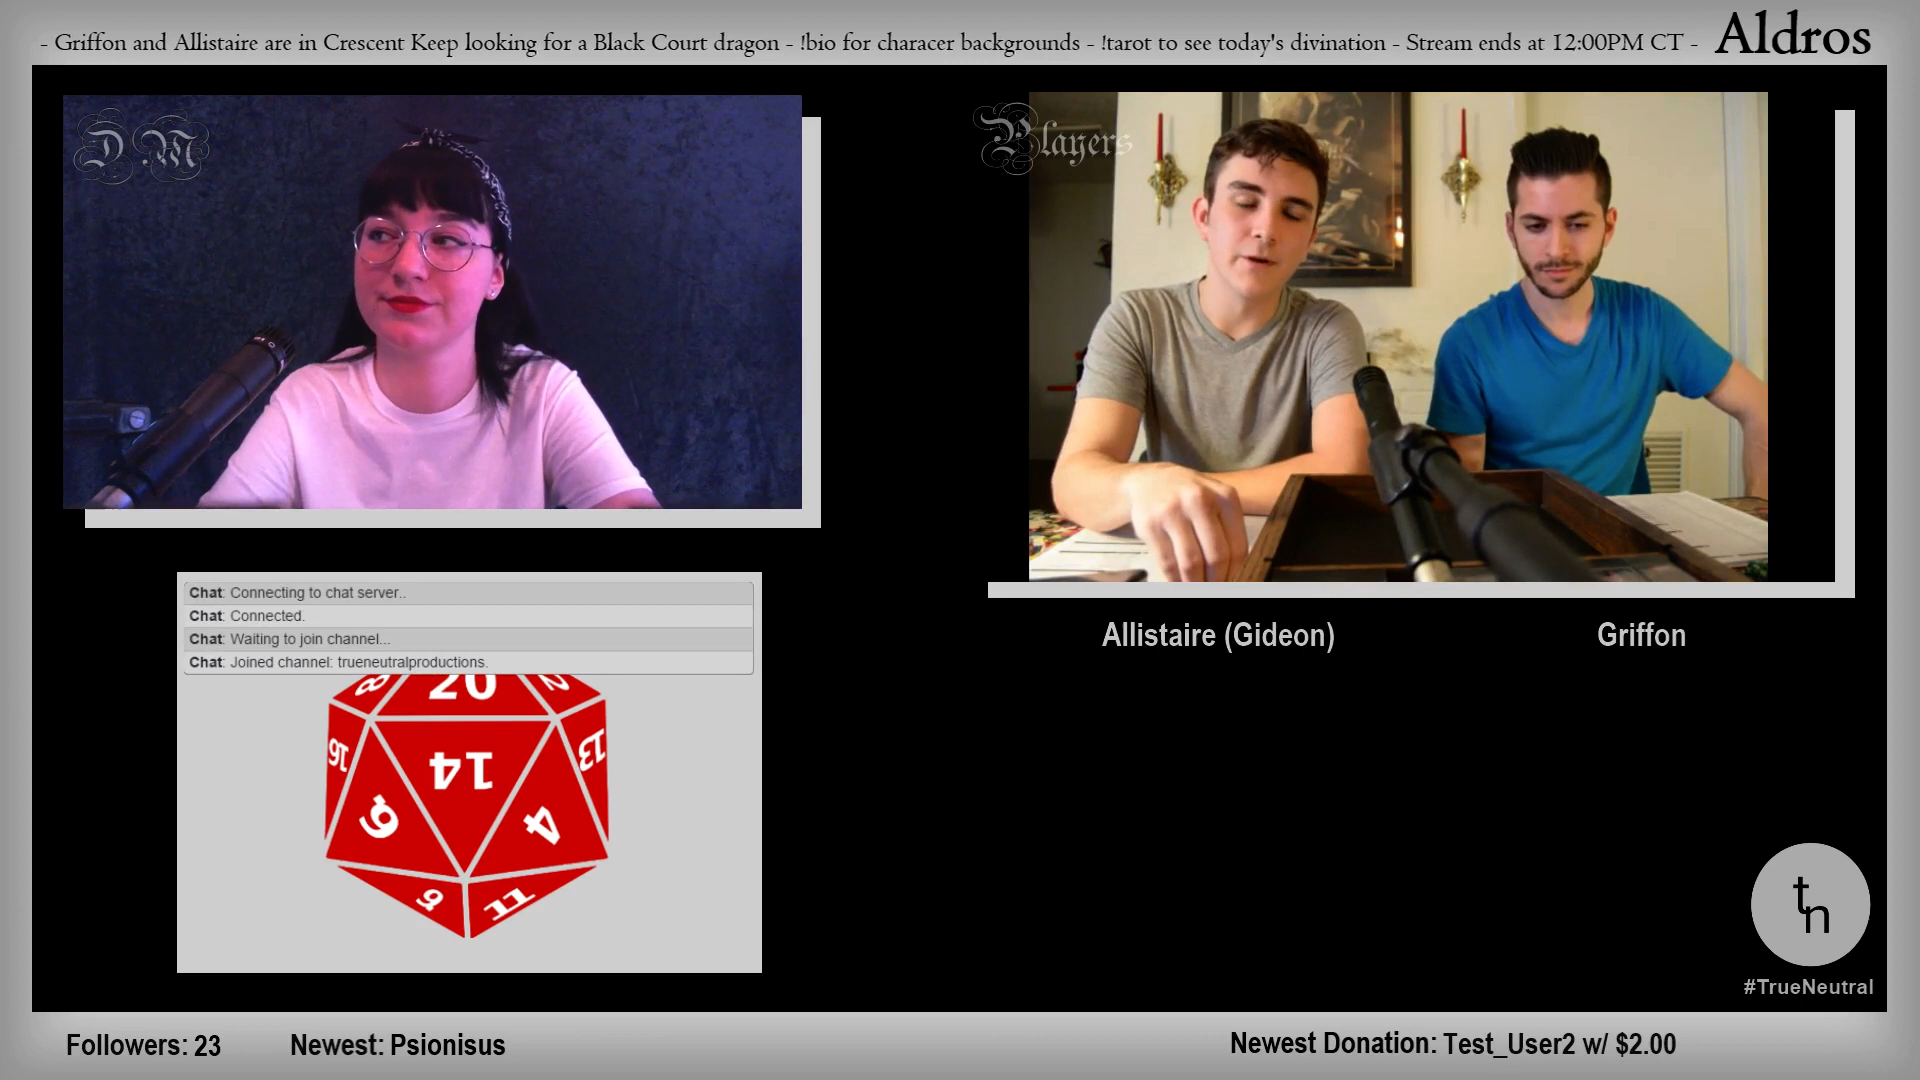 - Griffon and Allistaire are in Crescent Keep looking for a Black Court dragon - !bio for characer backgrounds - !tarot to see today's divination - Stream ends at 12:00PM CT -
Aldros
DM
Players
Chat: Connecting to chat server..
Chat: Connected.
Chat: Waiting to join channel...
Chat: Joined channel: trueneutralproductions.
8
20
2
16
14
13
9
4
9
11
Allistaire (Gideon)
Griffon
tn
#TrueNeutral
Followers: 23
Newest: Psionisus
Newest Donation: Test_User2 w/ $2.00